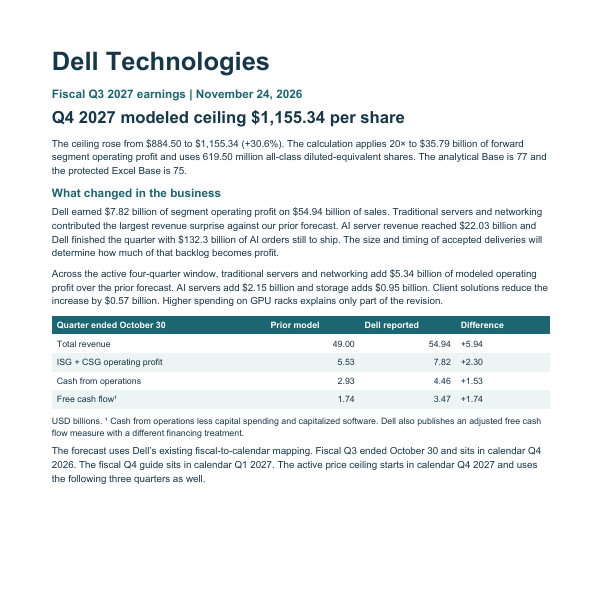 Dell Technologies
Fiscal Q3 2027 earnings | November 24, 2026
Q4 2027 modeled ceiling $1,155.34 per share
The ceiling rose from $884.50 to $1,155.34 (+30.6%). The calculation applies 20× to $35.79 billion of forward
segment operating profit and uses 619.50 million all-class diluted-equivalent shares. The analytical Base is 77 and
the protected Excel Base is 75.
What changed in the business
Dell earned $7.82 billion of segment operating profit on $54.94 billion of sales. Traditional servers and networking
contributed the largest revenue surprise against our prior forecast. AI server revenue reached $22.03 billion and
Dell finished the quarter with $132.3 billion of AI orders still to ship. The size and timing of accepted deliveries will
determine how much of that backlog becomes profit.
Across the active four-quarter window, traditional servers and networking add $5.34 billion of modeled operating
profit over the prior forecast. AI servers add $2.15 billion and storage adds $0.95 billion. Client solutions reduce the
increase by $0.57 billion. Higher spending on GPU racks explains only part of the revision.
Quarter ended October 30 Prior model Dell reported Difference
Total revenue 49.00 54.94 +5.94
ISG + CSG operating profit 5.53 7.82 +2.30
Cash from operations 2.93 4.46 +1.53
Free cash flow¹ 1.74 3.47 +1.74
USD billions. ¹ Cash from operations less capital spending and capitalized software. Dell also publishes an adjusted free cash
flow measure with a different financing treatment.
The forecast uses Dell's existing fiscal-to-calendar mapping. Fiscal Q3 ended October 30 and sits in calendar Q4
2026. The fiscal Q4 guide sits in calendar Q1 2027. The active price ceiling starts in calendar Q4 2027 and uses
the following three quarters as well.